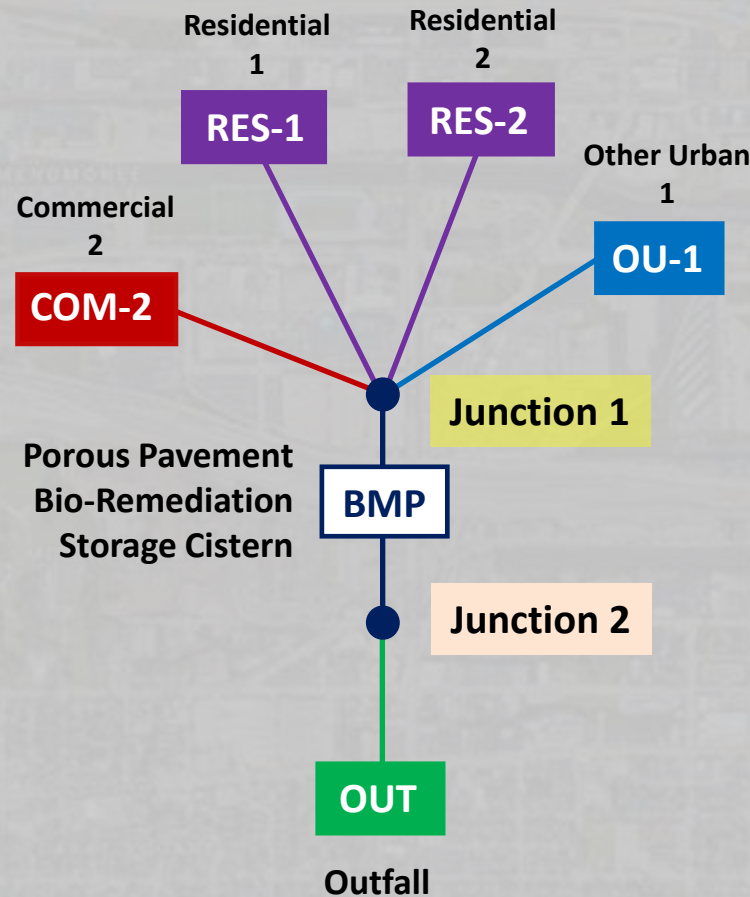 Residential
1
RES-1
Residential
2
RES-2
Other Urban
1
OU-1
Commercial
2
COM-2
Junction 1
Porous Pavement
Bio-Remediation
Storage Cistern
BMP
Junction 2
OUT
Outfall